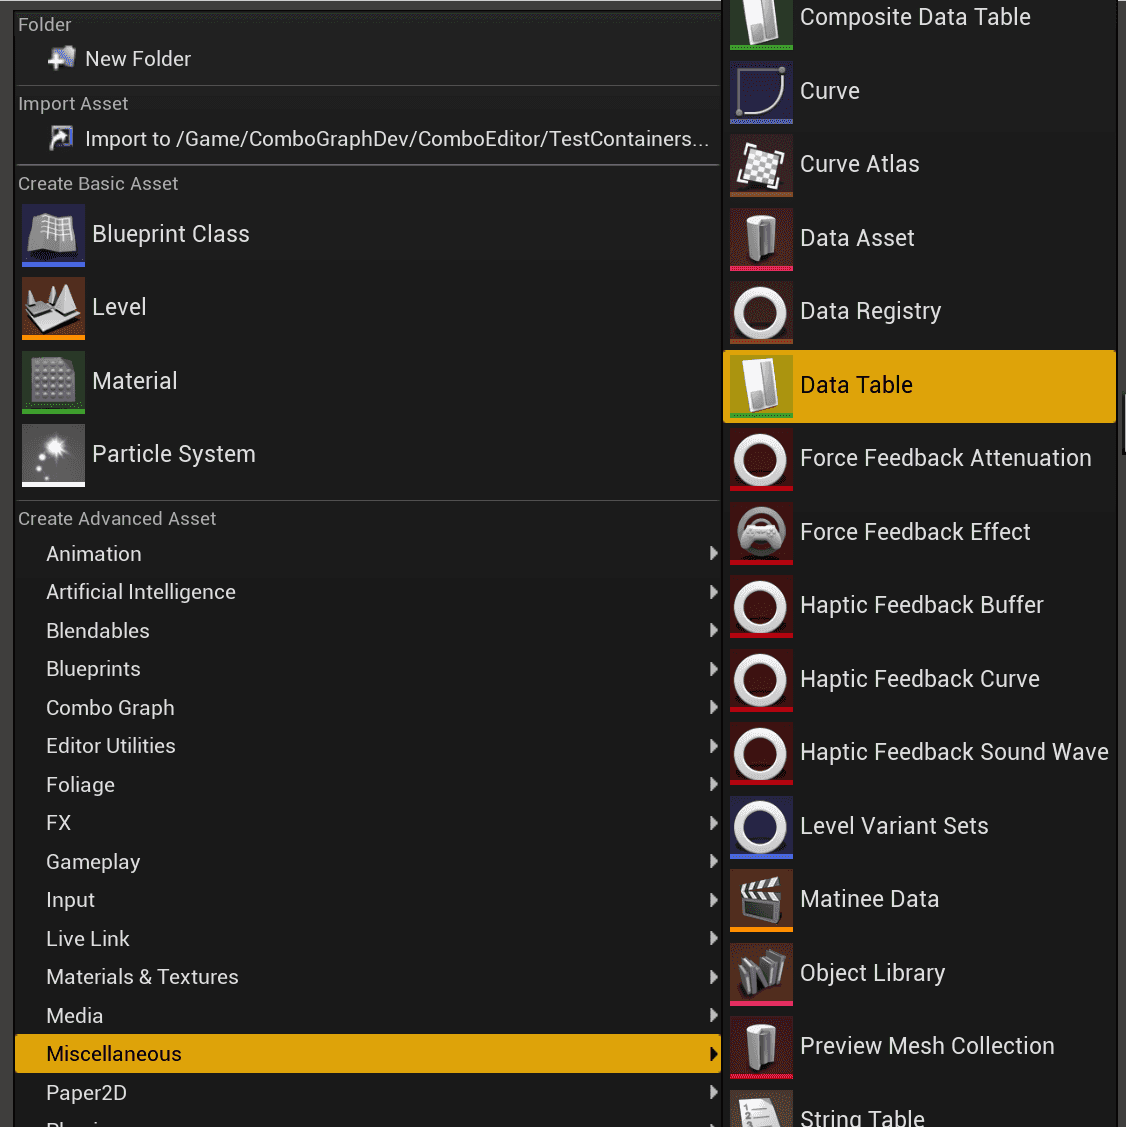 Folder
New Folder
Import Asset
Import to /Game/ComboGraphDev/ComboEditor/TestContainers...
Create Basic Asset
Blueprint Class
Level
Material
Particle System
Create Advanced Asset
Animation
Artificial Intelligence
Blendables
Blueprints
Combo Graph
Editor Utilities
Foliage
FX
Gameplay
Input
Live Link
Materials & Textures
Media
Miscellaneous
Paper2D
Composite Data Table
Curve
Curve Atlas
Data Asset
Data Registry
Data Table
Force Feedback Attenuation
Force Feedback Effect
Haptic Feedback Buffer
Haptic Feedback Curve
Haptic Feedback Sound Wave
Level Variant Sets
Matinee Data
Object Library
Preview Mesh Collection
String Table